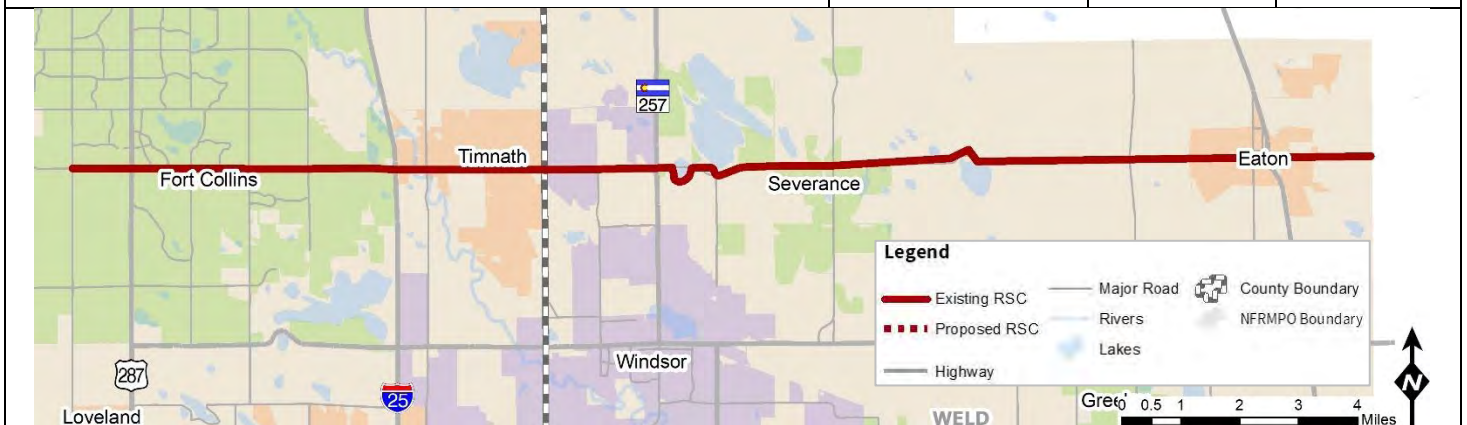 257
Timnath
Fort Collins
Severance
Eaton
Legend
Existing RSC
Proposed RSC
Highway
Major Road
Rivers
Lakes
County Boundary
NFRMPO Boundary
Windsor
287
25
Loveland
WELD
0 0.5 1 2 3 4
Miles
N